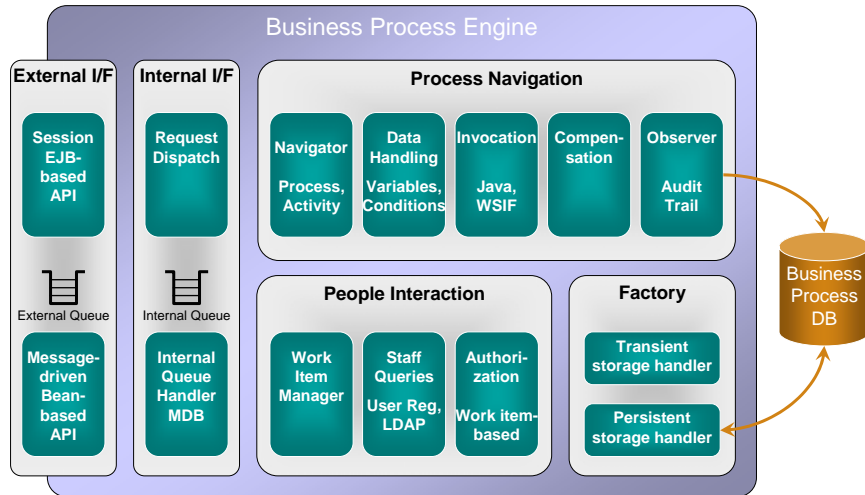 Business Process Engine
External I/F
Session
EJB-
based
API
External Queue
Message-
driven
Bean-
based
API
Internal I/F
Request
Dispatch
Internal Queue
Internal
Queue
Handler
MDB
Process Navigation
Navigator
Process,
Activity
Data
Handling
Variables,
Conditions
Invocation
Java,
WSIF
Compen-
sation
Observer
Audit
Trail
People Interaction
Work
Item
Manager
Staff
Queries
User Reg,
LDAP
Authori-
zation
Work item-
based
Factory
Transient
storage handler
Persistent
storage handler
Business
Process
DB